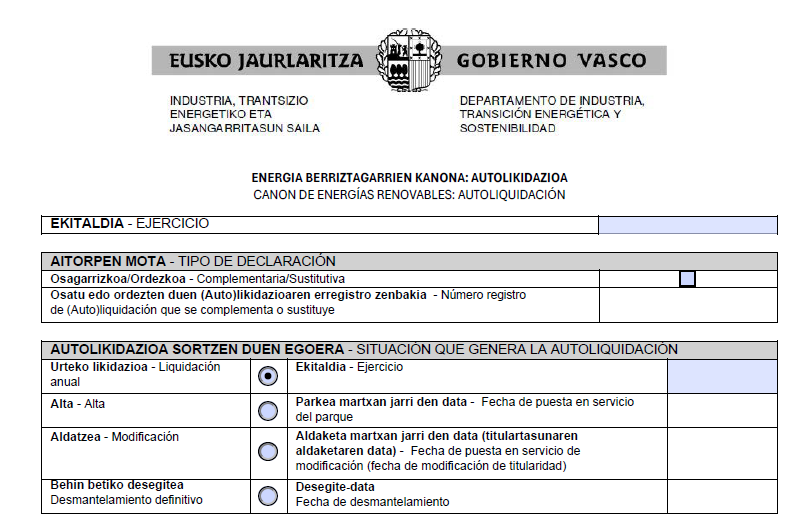 EUSKO JAURLARITZA GOBIERNO VASCO
INDUSTRIA, TRANTSIZIO
ENERGETIKO ETA
JASANGARRITASUN SAILA
DEPARTAMENTO DE INDUSTRIA,
TRANSICIÓN ENERGÉTICA Y
SOSTENIBILIDAD
ENERGIA BERRIZTAGARRIEN KANONA: AUTOLIKIDAZIOA
CANON DE ENERGÍAS RENOVABLES: AUTOLIQUIDACIÓN
EKITALDIA - EJERCICIO
AITORPEN MOTA - TIPO DE DECLARACIÓN
Osagarrizkoa/Ordezkoa - Complementaria/Sustitutiva
Osatu edo ordezten duen (Auto)likidazioaren erregistro zenbakia - Número registro
de (Auto)liquidación que se complementa o sustituye
AUTOLIKIDAZIOA SORTZEN DUEN EGOERA - SITUACIÓN QUE GENERA LA AUTOLIQUIDACIÓN
Urteko likidazioa - Liquidación
anual
Ekitaldia - Ejercicio
Alta - Alta
Parkea martxan jarri den data - Fecha de puesta en servicio
del parque
Aldatzea - Modificación
Aldaketa martxan jarri den data (titulartasunaren
aldaketaren data) - Fecha de puesta en servicio de
modificación (fecha de modificación de titularidad)
Behin betiko desegitea
Desmantelamiento definitivo
Desegite-data
Fecha de desmantelamiento